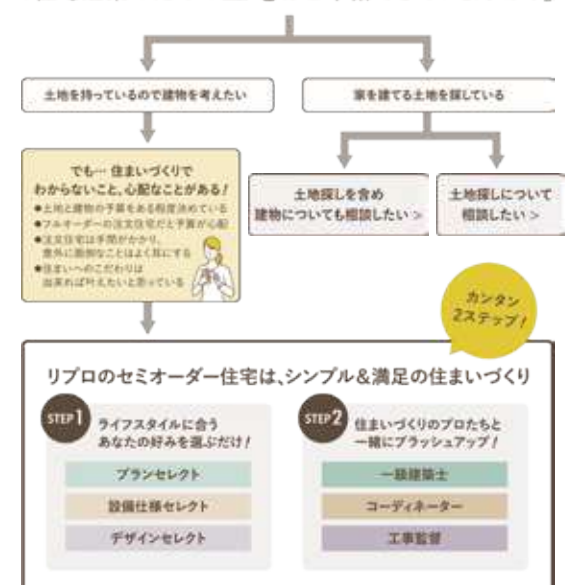 土地を持っているので建物を考えたい
家を建てる土地を探している
でも… 住まいづくりで
わからないこと、心配なことがある!
●土地と建物の予算をある程度決めている
●フルオーダーの注文住宅だと予算が心配
●注文住宅は手間がかかり、
意外に面倒なことはよく耳にする
●住まいへのこだわりは
出来れば叶えたいと思っている
土地探しを含め
建物についても相談したい >
土地探しについて
相談したい >
カンタン
2ステップ!
リプロのセミオーダー住宅は、シンプル&満足の住まいづくり
STEP1
ライフスタイルに合う
あなたの好みを選ぶだけ!
プランセレクト
設備仕様セレクト
デザインセレクト
STEP2
住まいづくりのプロたちと
一緒にブラッシュアップ!
一級建築士
コーディネーター
工事監督